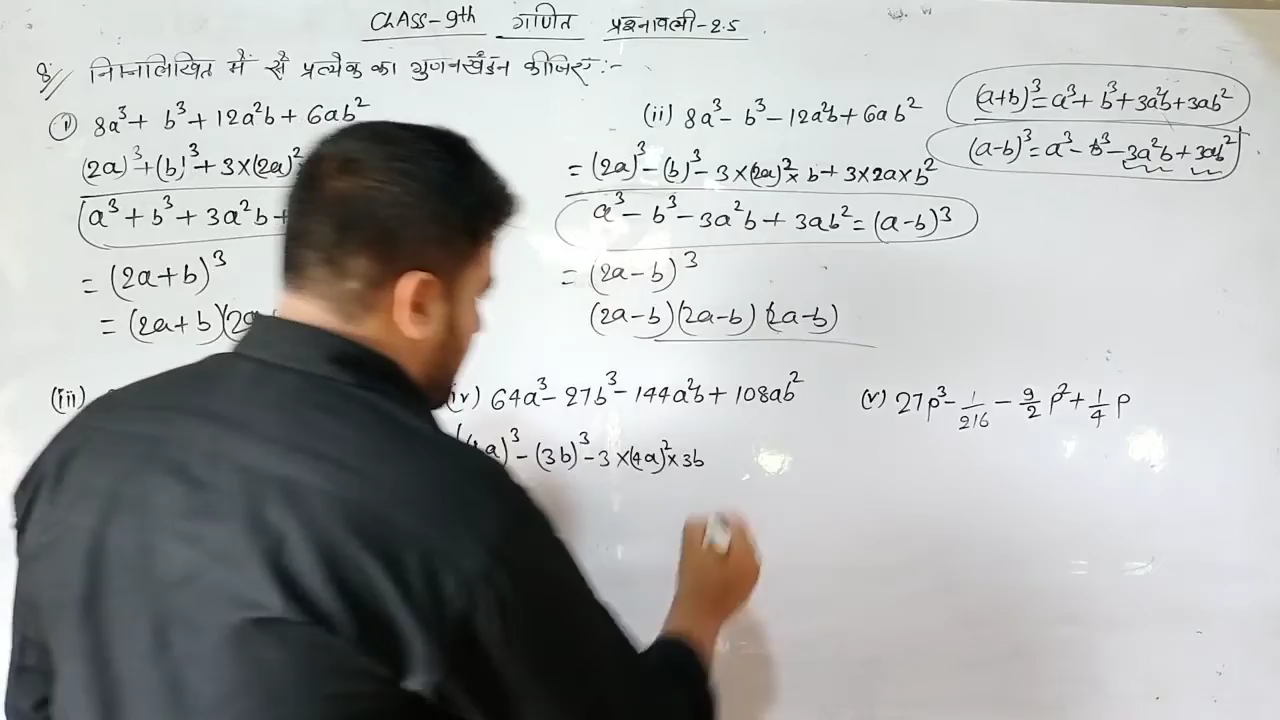 CLASS-9th गणित प्रश्नावली-2.5
8// निम्नलिखित में से प्रत्येक का गुणनखंडन कीजिए:-
(i) 8a³+ b³+12a²b+6ab²
(2a)³+(b)³+3×(2a)²
a³+b³+3a²b+
=(2a+b)³
=(2a+b)(2a
(ii) 8a³- b³-12a²b+6ab²
=(2a)³-(b)³-3×(2a)²×b+3×2a×b²
a³-b³-3a²b+3ab²=(a-b)³
=(2a-b)³
(2a-b)(2a-b)(2a-b)
(a+b)³=a³+b³+3a²b+3ab²
(a-b)³=a³-b³-3a²b+3ab²
(iii)
iv) 64a³-27b³-144a²b+108ab²
a)³-(3b)³-3×(4a)²×3b
(v) 27p³-1/216-9/2p²+1/4p